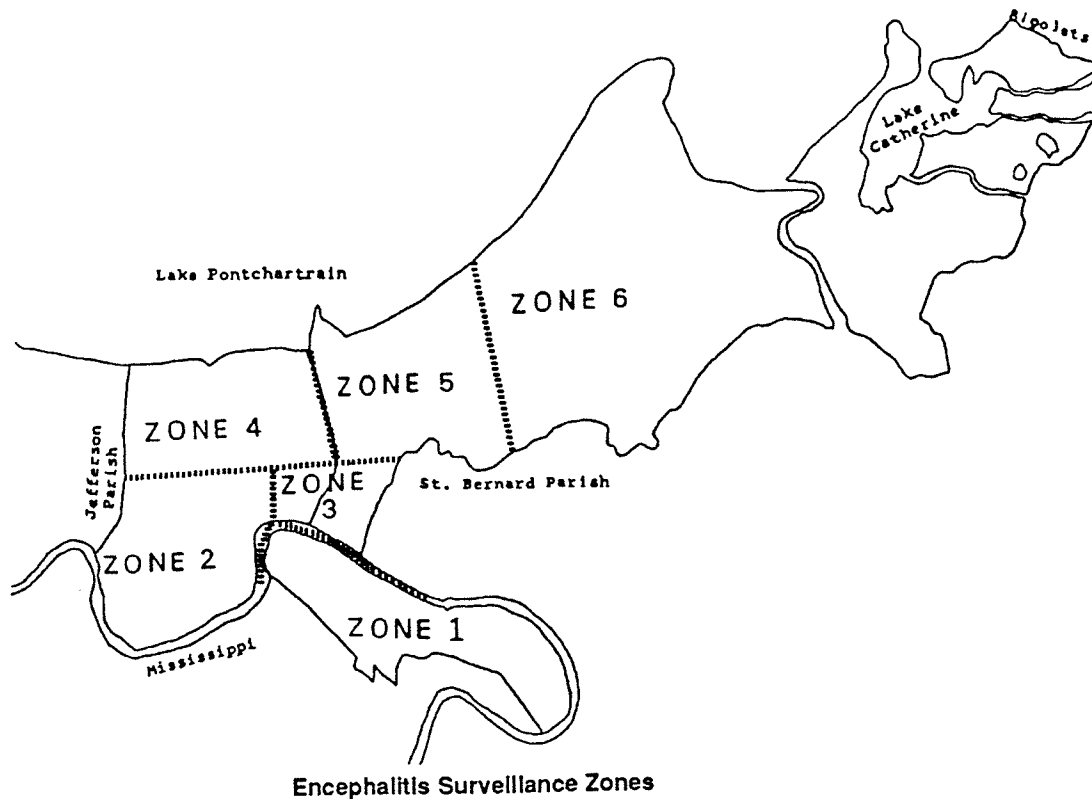 Rigolets
Lake
Catherine
Lake Pontchartrain
ZONE 6
ZONE 5
ZONE 4
Jefferson
Parish
ZONE
3
St. Bernard Parish
ZONE 2
ZONE 1
Mississippi
Encephalitis Surveillance Zones